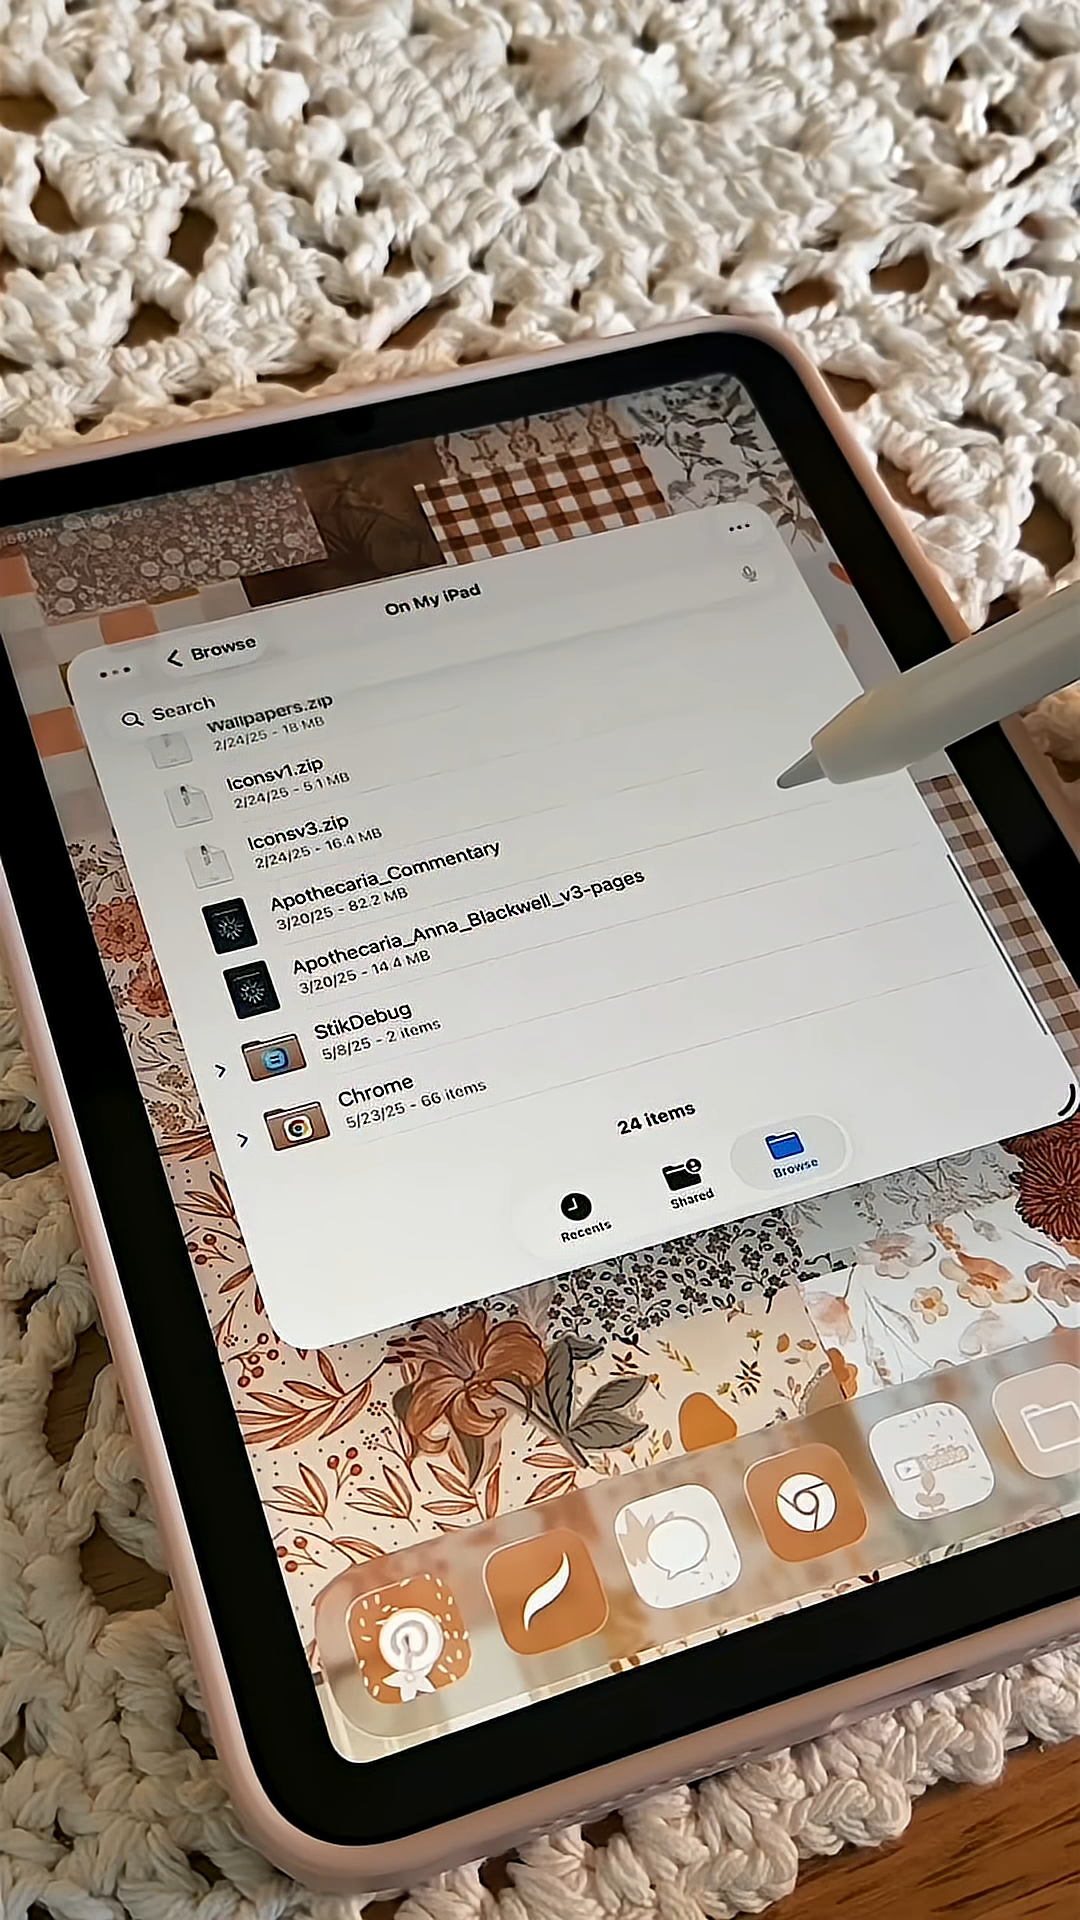 On My iPad
Browse
Search
Wallpapers.zip
2/24/25 - 18 MB
Iconsv1.zip
2/24/25 - 5.1 MB
Iconsv3.zip
2/24/25 - 16.4 MB
Apothecaria_Commentary
3/20/25 - 82.2 MB
Apothecaria_Anna_Blackwell_v3-pages
3/20/25 - 14.4 MB
StikDebug
5/8/25 - 2 items
Chrome
5/23/25 - 66 items
24 items
Recents
Shared
Browse